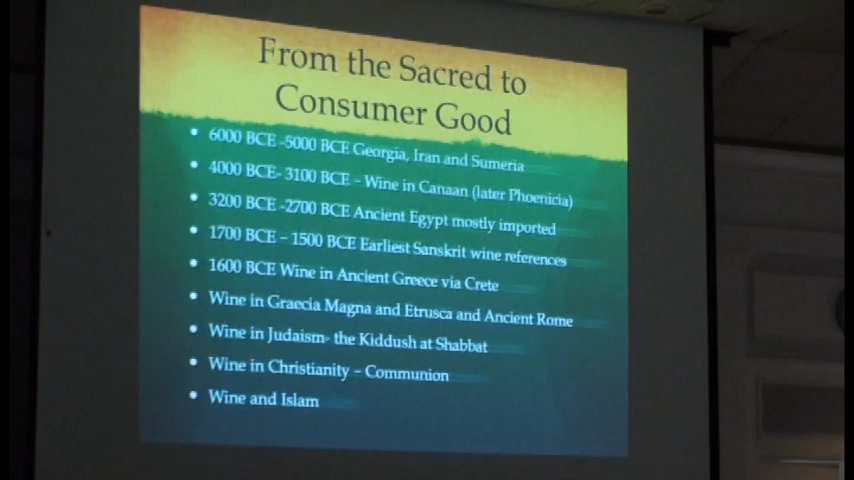 From the Sacred to
Consumer Good
• 6000 BCE -5000 BCE Georgia, Iran and Sumeria
• 4000 BCE- 3100 BCE – Wine in Canaan (later Phoenicia)
• 3200 BCE -2700 BCE Ancient Egypt mostly imported
• 1700 BCE – 1500 BCE Earliest Sanskrit wine references
• 1600 BCE Wine in Ancient Greece via Crete
• Wine in Graecia Magna and Etrusca and Ancient Rome
• Wine in Judaism- the Kiddush at Shabbat
• Wine in Christianity – Communion
• Wine and Islam